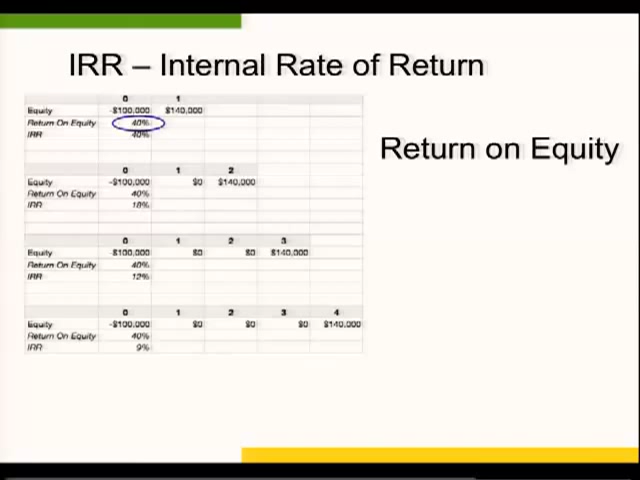 IRR – Internal Rate of Return
0 1
Equity -$100,000 $140,000
Return On Equity 40%
IRR 40%
Return on Equity
0 1 2
Equity -$100,000 $0 $140,000
Return On Equity 40%
IRR 18%
0 1 2 3
Equity -$100,000 $0 $0 $140,000
Return On Equity 40%
IRR 12%
0 1 2 3 4
Equity -$100,000 $0 $0 $0 $140,000
Return On Equity 40%
IRR 9%